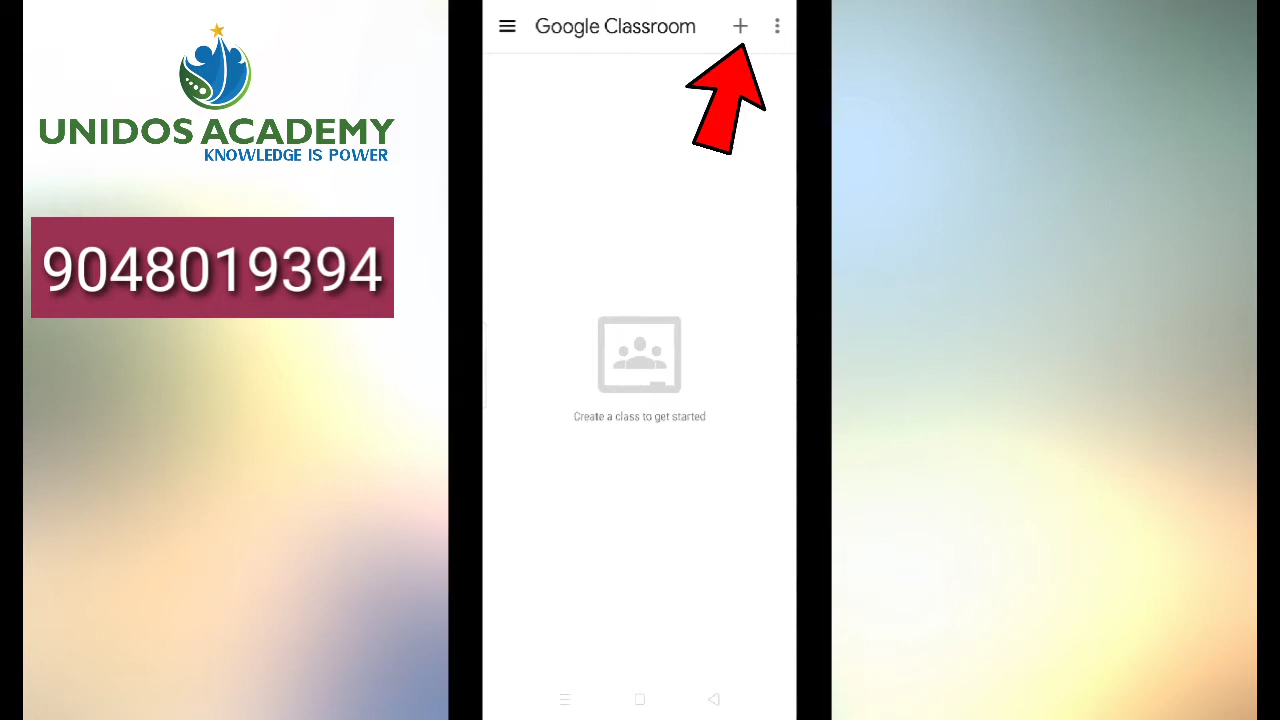 UNIDOS ACADEMY
KNOWLEDGE IS POWER
9048019394
Google Classroom
Create a class to get started